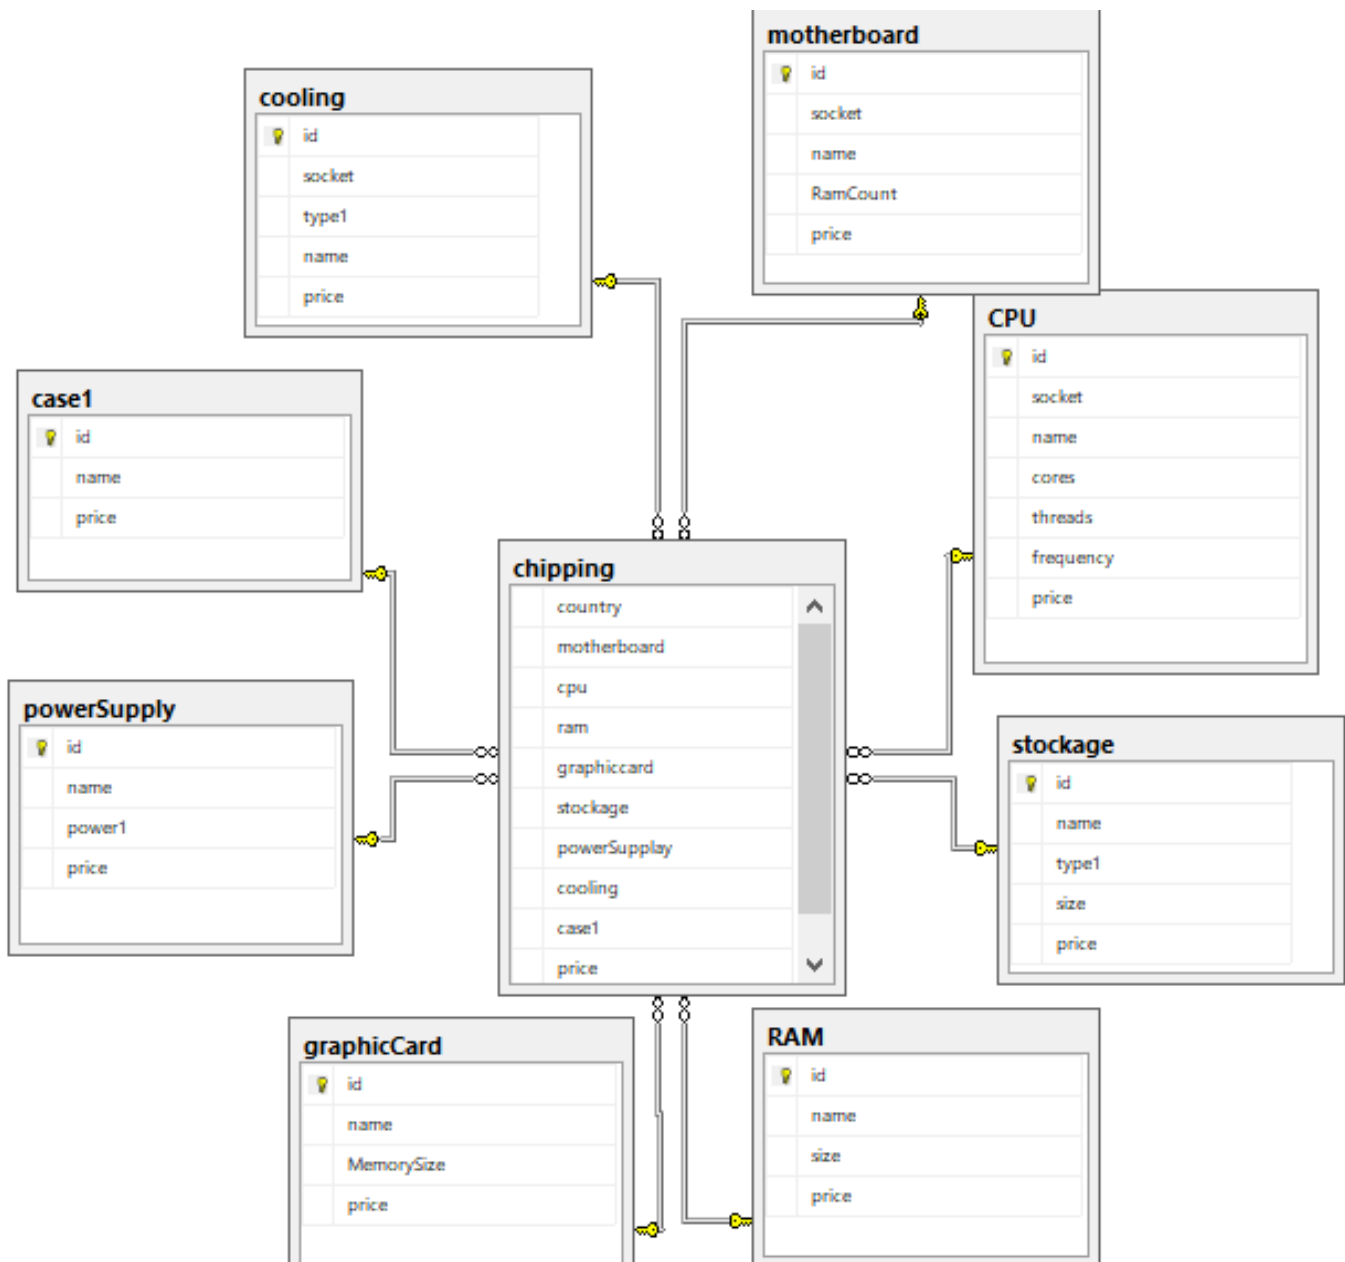 motherboard
id
socket
name
RamCount
price
cooling
id
socket
type1
name
price
CPU
id
socket
name
cores
threads
frequency
price
case1
id
name
price
chipping
country
motherboard
cpu
ram
graphiccard
stockage
powerSupplay
cooling
case1
price
powerSupply
id
name
power1
price
stockage
id
name
type1
size
price
graphicCard
id
name
MemorySize
price
RAM
id
name
size
price